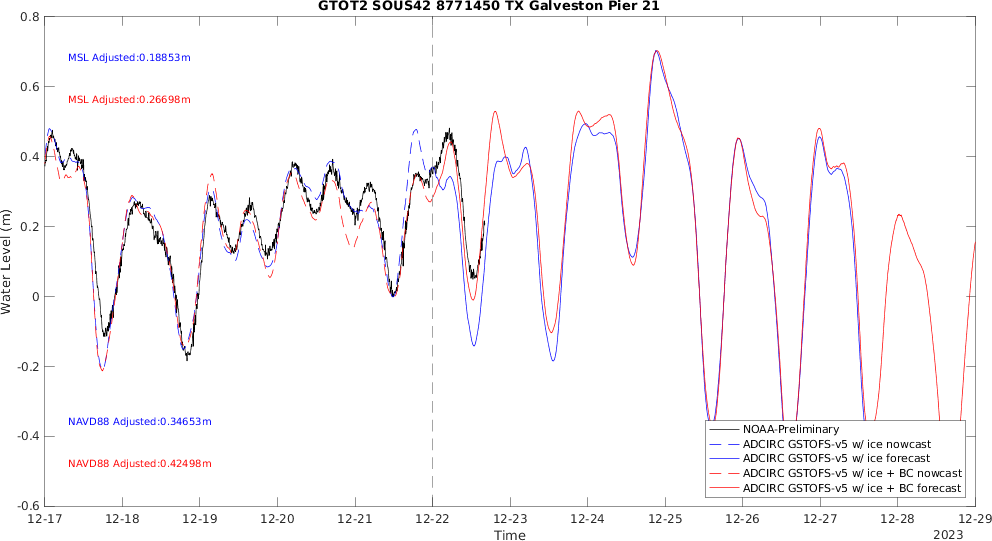 GTOT2 SOUS42 8771450 TX Galveston Pier 21
0.8
0.6
0.4
0.2
0
-0.2
-0.4
-0.6
Water Level (m)
MSL Adjusted:0.18853m
MSL Adjusted:0.26698m
NAVD88 Adjusted:0.34653m
NAVD88 Adjusted:0.42498m
NOAA-Preliminary
ADCIRC GSTOFS-v5 w/ ice nowcast
ADCIRC GSTOFS-v5 w/ ice forecast
ADCIRC GSTOFS-v5 w/ ice + BC nowcast
ADCIRC GSTOFS-v5 w/ ice + BC forecast
12-17 12-18 12-19 12-20 12-21 12-22 12-23 12-24 12-25 12-26 12-27 12-28 12-29
Time
2023